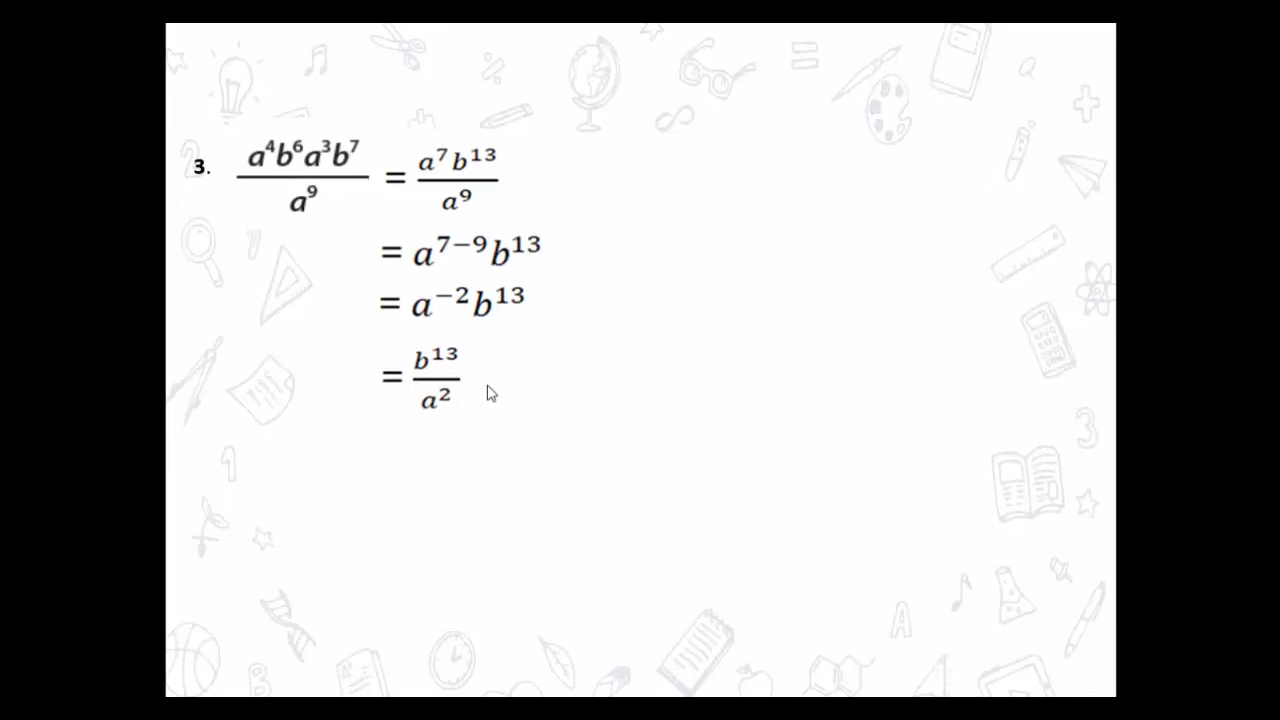 3. a⁴b⁶a³b⁷/a⁹ = a⁷b¹³/a⁹
= a⁷⁻⁹b¹³
= a⁻²b¹³
= b¹³/a²